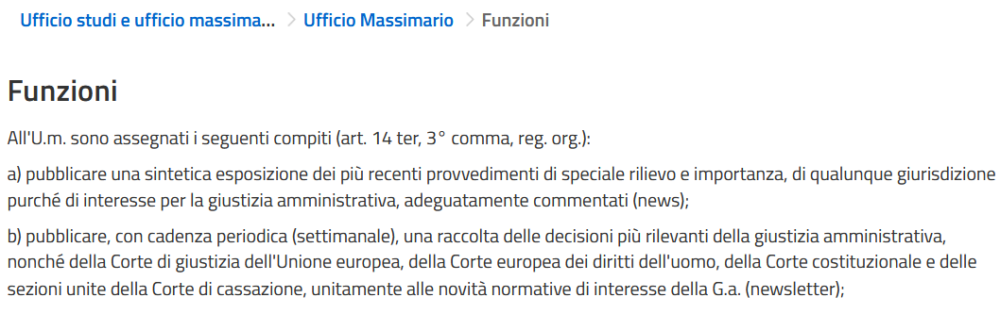 Ufficio studi e ufficio massima... > Ufficio Massimario > Funzioni
Funzioni
All'U.m. sono assegnati i seguenti compiti (art. 14 ter, 3° comma, reg. org.):
a) pubblicare una sintetica esposizione dei più recenti provvedimenti di speciale rilievo e importanza, di qualunque giurisdizione
purché di interesse per la giustizia amministrativa, adeguatamente commentati (news);
b) pubblicare, con cadenza periodica (settimanale), una raccolta delle decisioni più rilevanti della giustizia amministrativa,
nonché della Corte di giustizia dell'Unione europea, della Corte europea dei diritti dell'uomo, della Corte costituzionale e delle
sezioni unite della Corte di cassazione, unitamente alle novità normative di interesse della G.a. (newsletter);